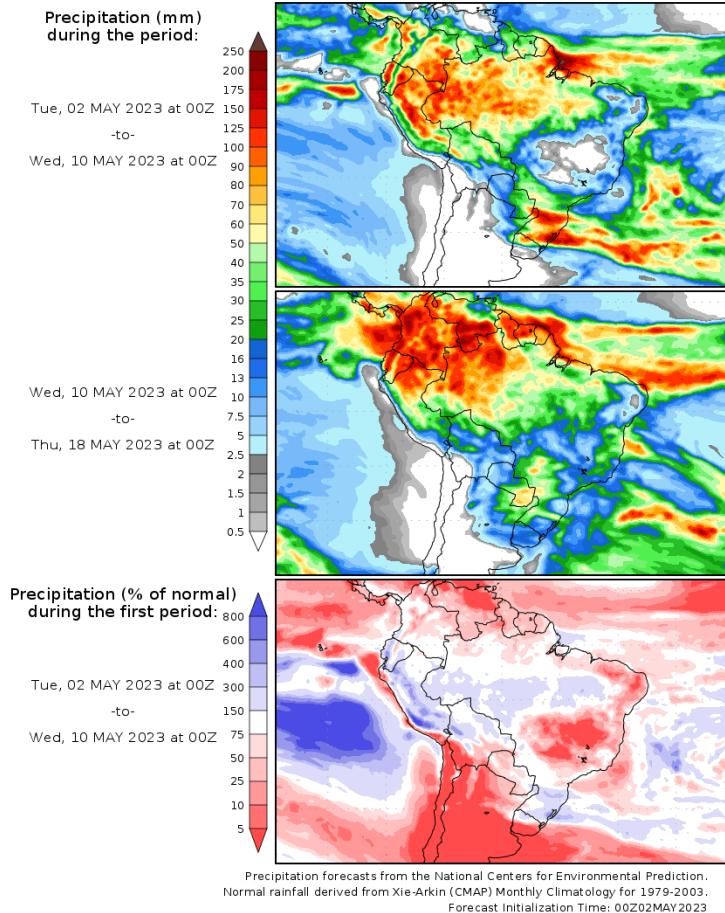 Precipitation (mm)
during the period:
Tue, 02 MAY 2023 at 00Z
-to-
Wed, 10 MAY 2023 at 00Z
250
200
175
150
125
100
90
80
70
60
50
40
35
30
25
20
16
13
10
7.5
5
2.5
2
1.5
1
0.5
Wed, 10 MAY 2023 at 00Z
-to-
Thu, 18 MAY 2023 at 00Z
Precipitation (% of normal)
during the first period:
Tue, 02 MAY 2023 at 00Z
-to-
Wed, 10 MAY 2023 at 00Z
800
600
400
300
150
75
50
25
10
5
Precipitation forecasts from the National Centers for Environmental Prediction.
Normal rainfall derived from Xie-Arkin (CMAP) Monthly Climatology for 1979-2003.
Forecast Initialization Time: 00Z02MAY2023